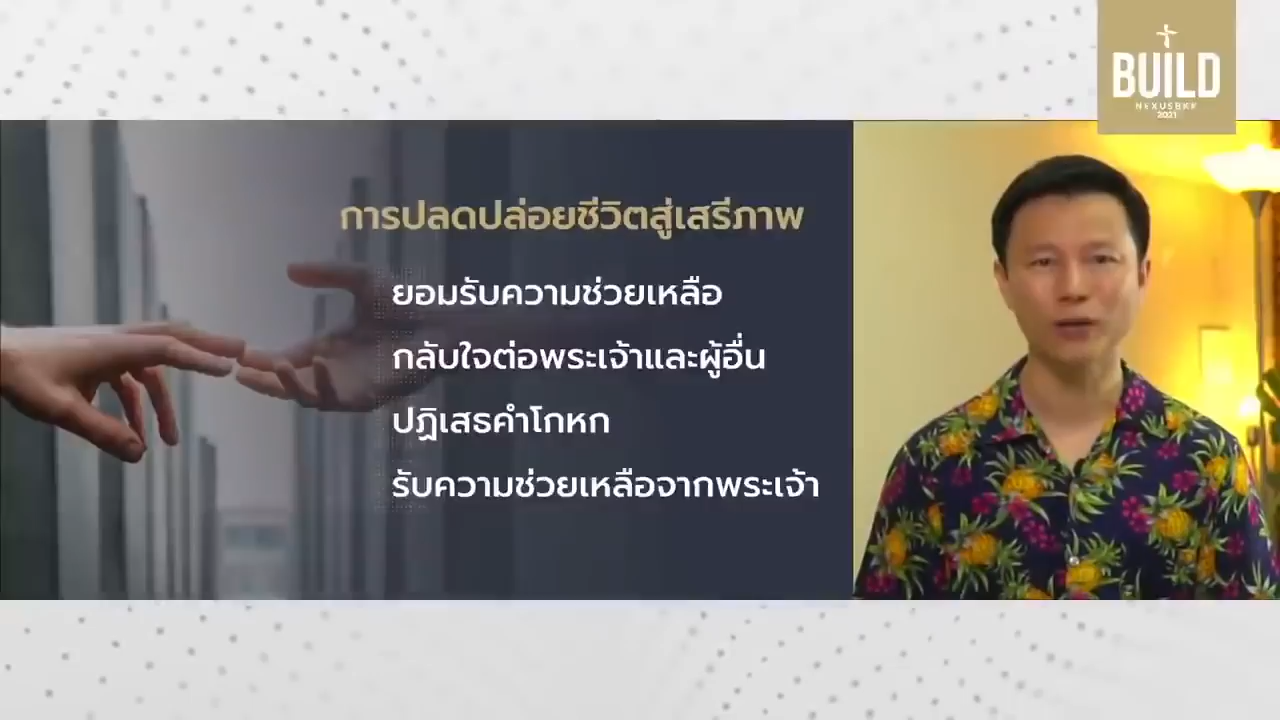 BUILD
NEXUSBKK
2021
การปลดปล่อยชีวิตสู่เสรีภาพ
ยอมรับความช่วยเหลือ
กลับใจต่อพระเจ้าและผู้อื่น
ปฏิเสธคำโกหก
รับความช่วยเหลือจากพระเจ้า